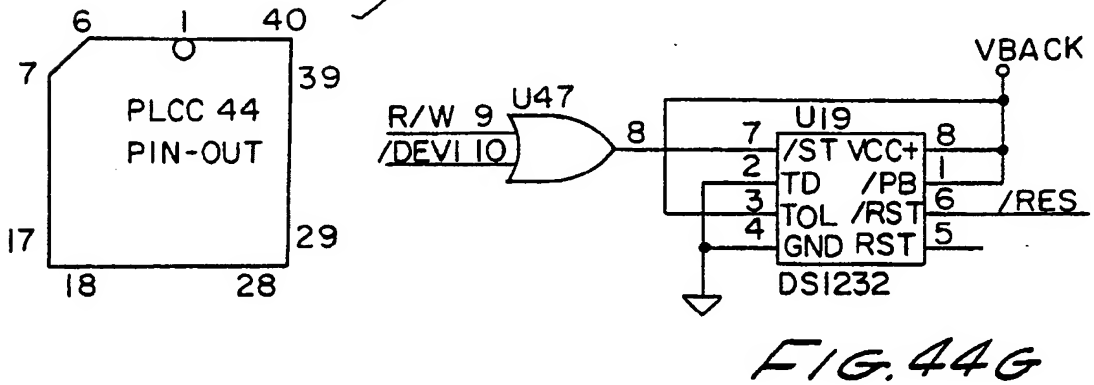 6 1 40
7 39
PLCC 44
PIN-OUT
17 29
18 28
VBACK
U47
R/W 9
/DEV1 10
8
U19
7 /ST VCC+ 8
2 TD /PB 1
3 TOL /RST 6 /RES
4 GND RST 5
DS1232
FIG. 44G